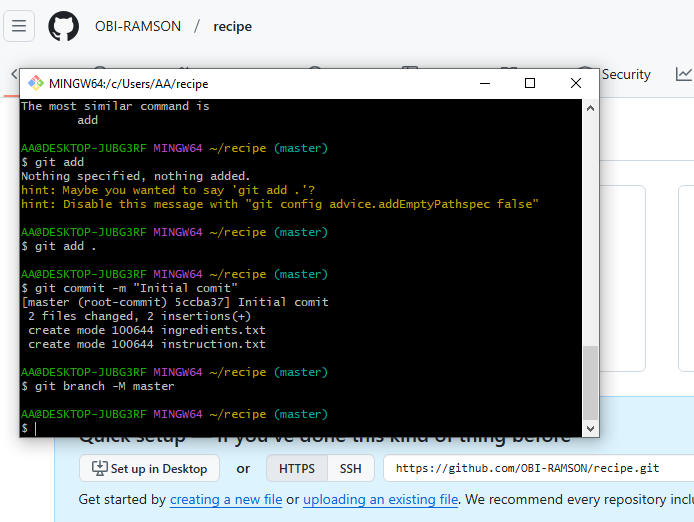 OBI-RAMSON / recipe
Security
MINGW64:/c/Users/AA/recipe
The most similar command is
add
AA@DESKTOP-JUBG3RF MINGW64 ~/recipe (master)
$ git add
Nothing specified, nothing added.
hint: Maybe you wanted to say 'git add .'?
hint: Disable this message with "git config advice.addEmptyPathspec false"
AA@DESKTOP-JUBG3RF MINGW64 ~/recipe (master)
$ git add .
AA@DESKTOP-JUBG3RF MINGW64 ~/recipe (master)
$ git commit -m "Initial comit"
[master (root-commit) 5ccba37] Initial comit
2 files changed, 2 insertions(+)
create mode 100644 ingredients.txt
create mode 100644 instruction.txt
AA@DESKTOP-JUBG3RF MINGW64 ~/recipe (master)
$ git branch -M master
AA@DESKTOP-JUBG3RF MINGW64 ~/recipe (master)
$
Quick setup — if you've done this kind of thing before
Set up in Desktop or HTTPS SSH https://github.com/OBI-RAMSON/recipe.git
Get started by creating a new file or uploading an existing file. We recommend every repository